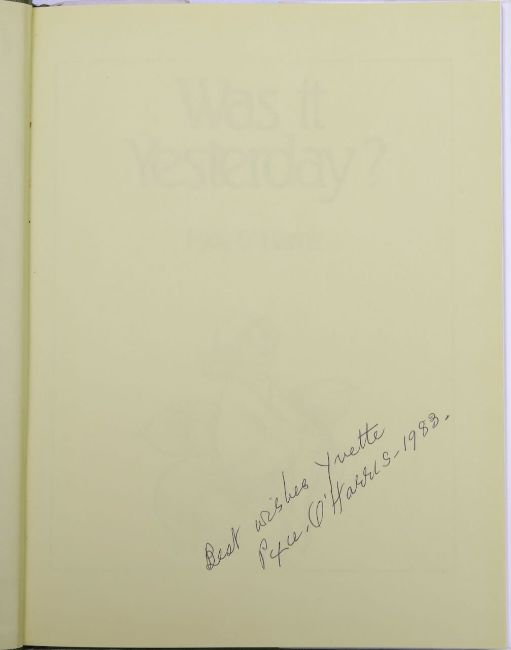 Was it
Yesterday?
Best wishes Yvette
Pixie O'Harris - 1983.